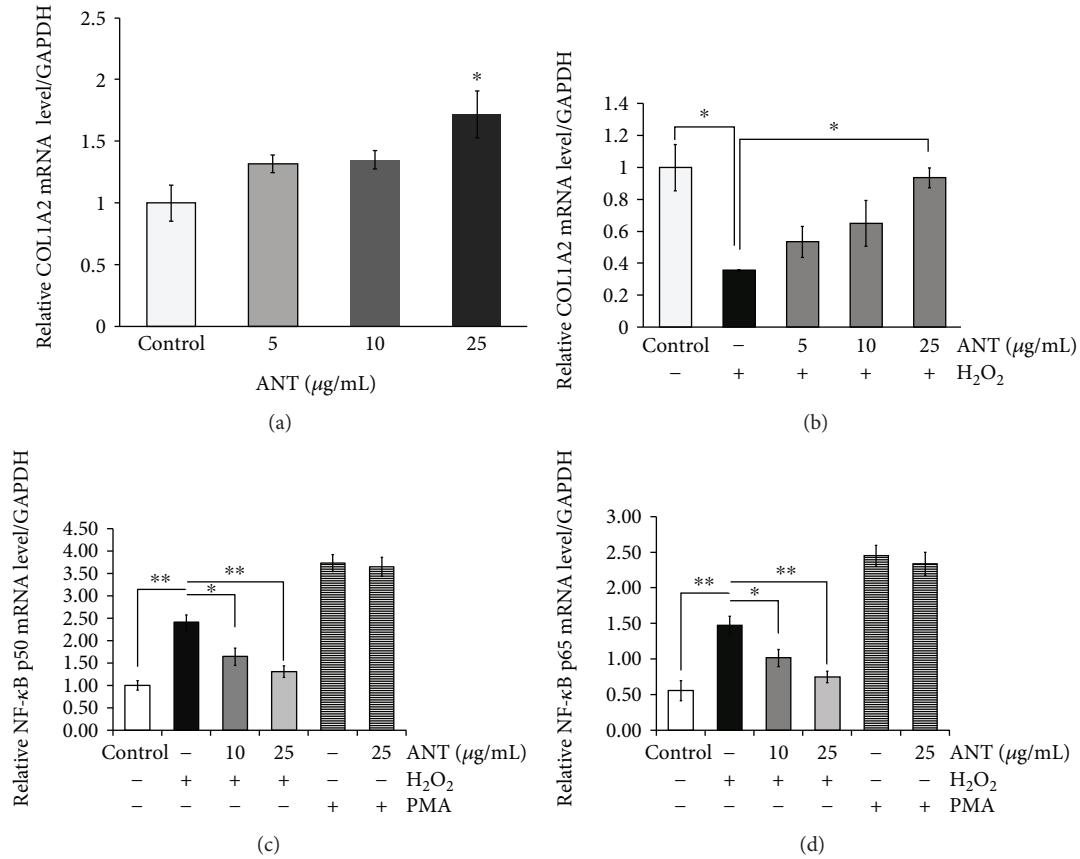 Relative COL1A2 mRNA level/GAPDH
2.5
2
1.5
1
0.5
0
*
Control 5 10 25
ANT (μg/mL)
(a)
Relative COL1A2 mRNA level/GAPDH
1.4
1.2
1
0.8
0.6
0.4
0.2
0
* *
Control – 5 10 25 ANT (μg/mL)
– + + + + H₂O₂
(b)
Relative NF-κB p50 mRNA level/GAPDH
4.50
4.00
3.50
3.00
2.50
2.00
1.50
1.00
0.50
0.00
** * **
Control – 10 25 – 25 ANT (μg/mL)
– + + + – – H₂O₂
– – – – + + PMA
(c)
Relative NF-κB p65 mRNA level/GAPDH
3.00
2.50
2.00
1.50
1.00
0.50
0.00
** * **
Control – 10 25 – 25 ANT (μg/mL)
– + + + – – H₂O₂
– – – – + + PMA
(d)